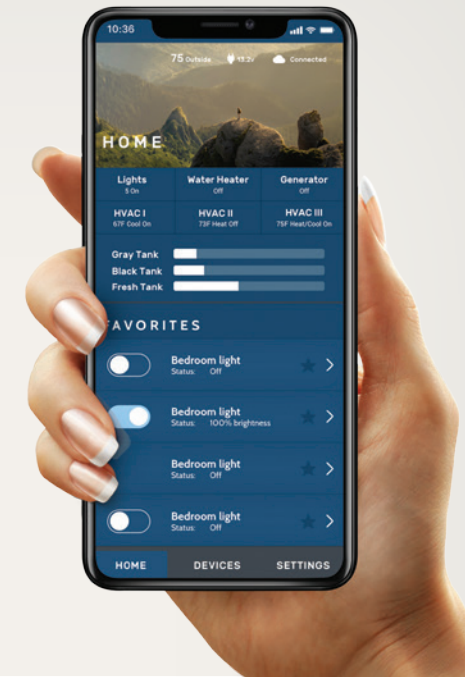 10:36
75 Outside 13.2v Connected
HOME
Lights Water Heater Generator
5 On Off Off
HVAC I HVAC II HVAC III
67F Cool On 73F Heat Off 75F Heat/Cool On
Gray Tank
Black Tank
Fresh Tank
AVORITES
Bedroom light
Status: Off
Bedroom light
Status: 100% brightness
Bedroom light
Status: Off
Bedroom light
Status: Off
HOME DEVICES SETTINGS